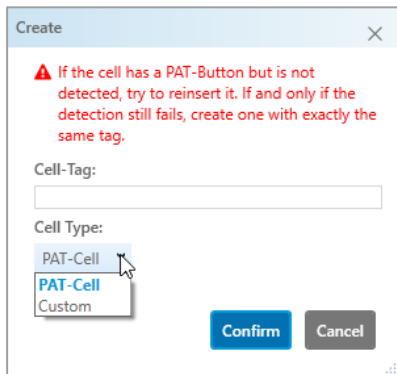 Create
If the cell has a PAT-Button but is not
detected, try to reinsert it. If and only if the
detection still fails, create one with exactly the
same tag.
Cell-Tag:
Cell Type:
PAT-Cell
PAT-Cell
Custom
Confirm Cancel